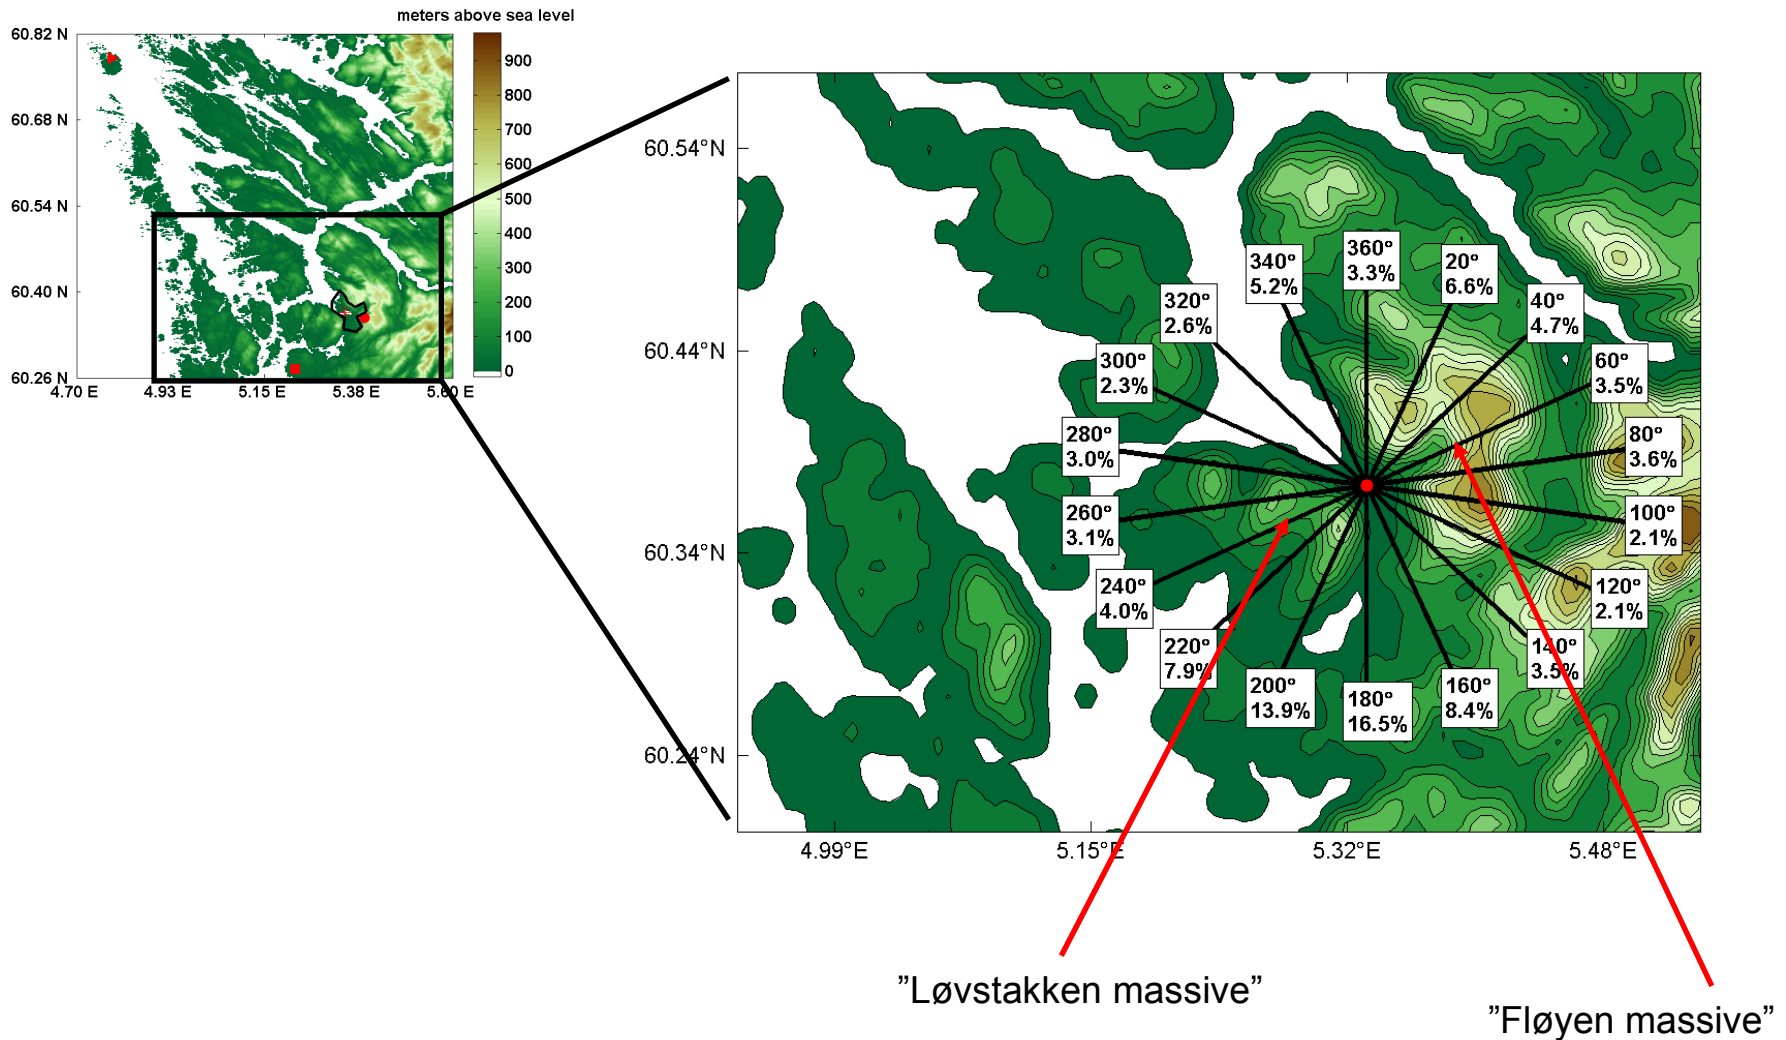 meters above sea level
60.82 N
60.68 N
60.54 N
60.40 N
60.26 N
4.70 E
4.93 E
5.15 E
5.38 E
5.60 E
900
800
700
600
500
400
300
200
100
0
60.54°N
60.44°N
60.34°N
60.24°N
4.99°E
5.15°E
5.32°E
5.48°E
360°
3.3%
20°
6.6%
40°
4.7%
60°
3.5%
80°
3.6%
100°
2.1%
120°
2.1%
140°
3.5%
160°
8.4%
180°
16.5%
200°
13.9%
220°
7.9%
240°
4.0%
260°
3.1%
280°
3.0%
300°
2.3%
320°
2.6%
340°
5.2%
”Løvstakken massive”
”Fløyen massive”